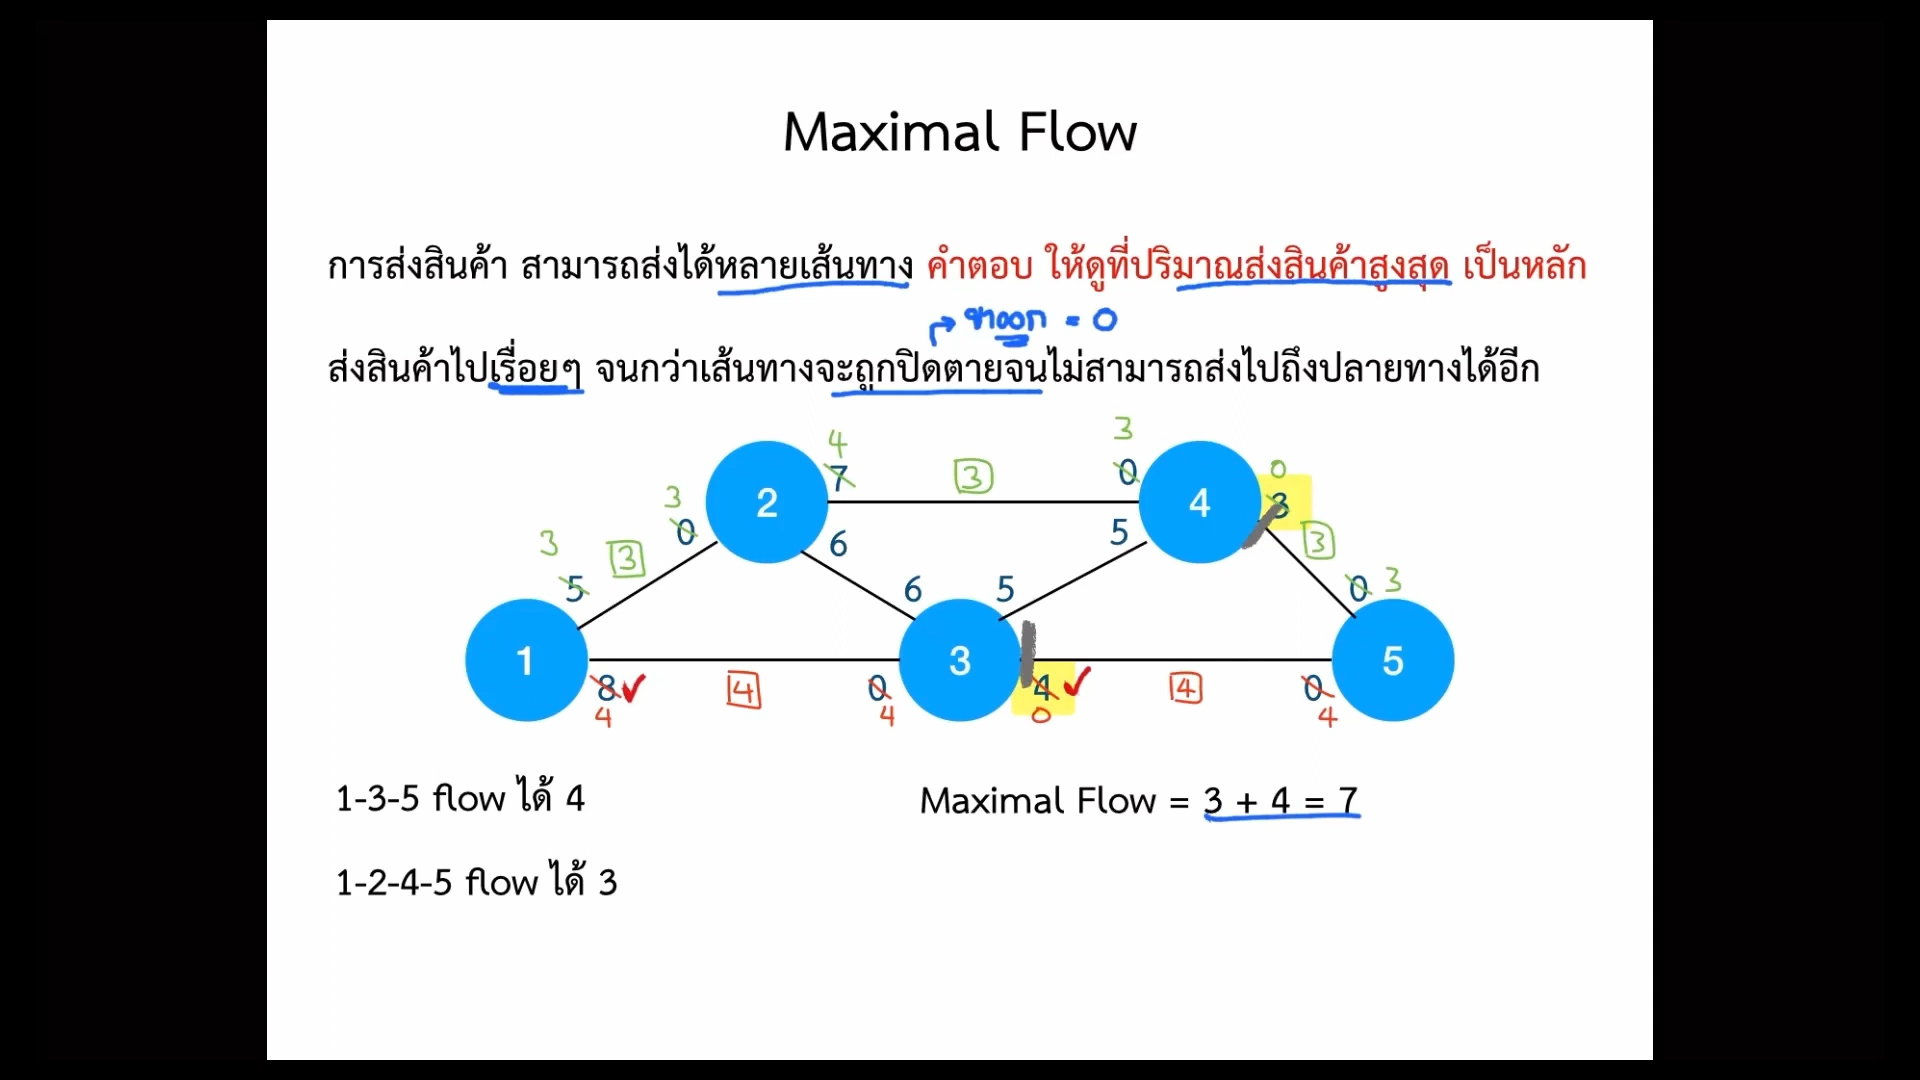 Maximal Flow
การส่งสินค้า สามารถส่งได้หลายเส้นทาง คำตอบ ให้ดูที่ปริมาณส่งสินค้าสูงสุด เป็นหลัก
ขาออก = 0
ส่งสินค้าไปเรื่อยๆ จนกว่าเส้นทางจะถูกปิดตายจนไม่สามารถส่งไปถึงปลายทางได้อีก
4 3
7 3 0 0
3 2 4 3
3 0 6 5 3
3 3
5 6 5 0 3
1 3 5
8 4 0 4 4 0
4 4 0 4
1-3-5 flow ได้ 4
Maximal Flow = 3 + 4 = 7
1-2-4-5 flow ได้ 3